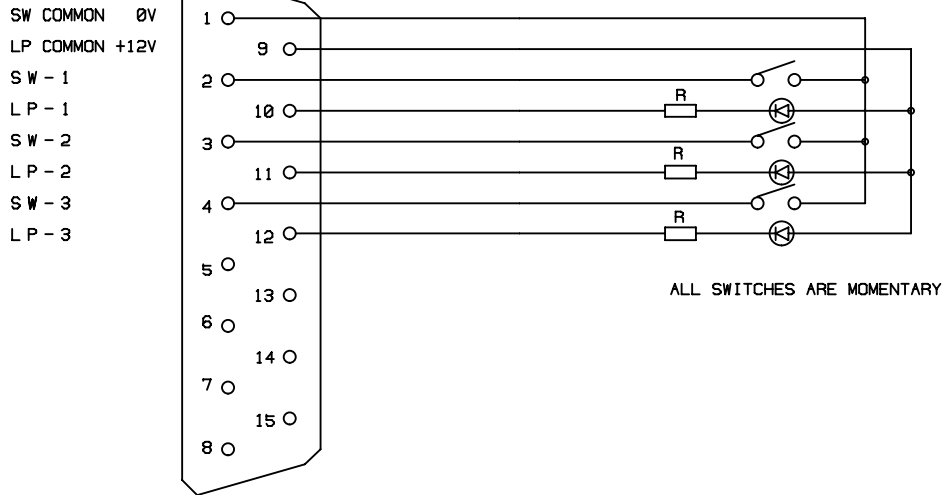 SW COMMON 0V
LP COMMON +12V
SW-1
LP-1
SW-2
LP-2
SW-3
LP-3
1
9
2
10
3
11
4
12
5
13
6
14
7
15
8
R
R
R
ALL SWITCHES ARE MOMENTARY